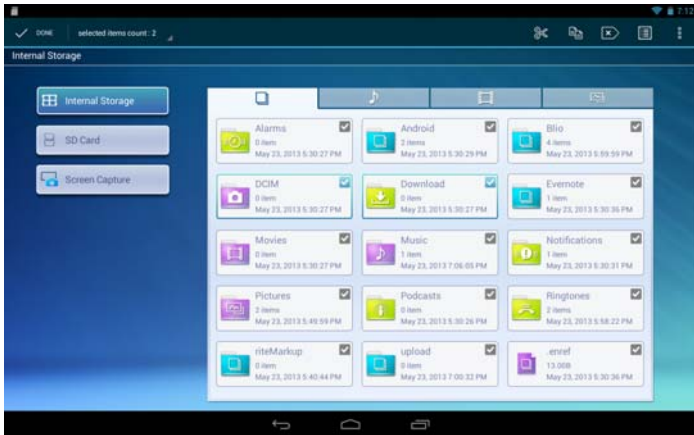 7:12
DONE selected items count : 2
Internal Storage
Internal Storage
SD Card
Screen Capture
Alarms
0 item
May 23, 2013 5:30:27 PM
Android
2 items
May 23, 2013 5:30:29 PM
Blio
4 items
May 23, 2013 5:59:59 PM
DCIM
0 item
May 23, 2013 5:30:27 PM
Download
0 item
May 23, 2013 5:30:27 PM
Evernote
1 item
May 23, 2013 5:30:35 PM
Movies
0 item
May 23, 2013 5:30:27 PM
Music
1 item
May 23, 2013 7:06:05 PM
Notifications
1 item
May 23, 2013 5:30:31 PM
Pictures
2 items
May 23, 2013 5:49:59 PM
Podcasts
0 item
May 23, 2013 5:30:26 PM
Ringtones
2 items
May 23, 2013 5:58:22 PM
riteMarkup
0 item
May 23, 2013 5:40:44 PM
upload
0 item
May 23, 2013 7:00:32 PM
.enref
13.00B
May 23, 2013 5:30:36 PM